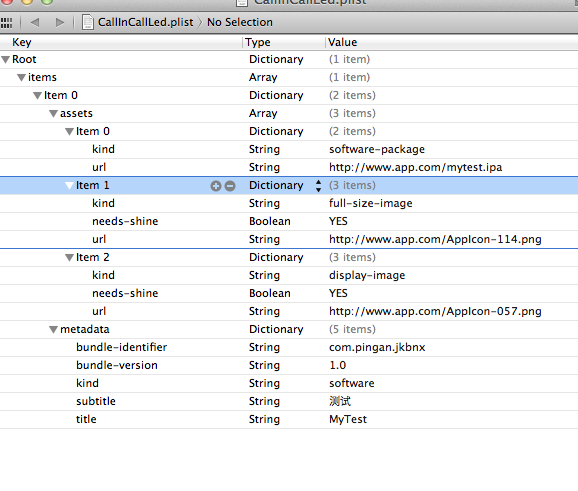 CallInCallLed.plist
CallInCallLed.plist No Selection
Key Type Value
Root Dictionary (1 item)
items Array (1 item)
Item 0 Dictionary (2 items)
assets Array (3 items)
Item 0 Dictionary (2 items)
kind String software-package
url String http://www.app.com/mytest.ipa
Item 1 Dictionary (3 items)
kind String full-size-image
needs-shine Boolean YES
url String http://www.app.com/AppIcon-114.png
Item 2 Dictionary (3 items)
kind String display-image
needs-shine Boolean YES
url String http://www.app.com/AppIcon-057.png
metadata Dictionary (5 items)
bundle-identifier String com.pingan.jkbnx
bundle-version String 1.0
kind String software
subtitle String 测试
title String MyTest